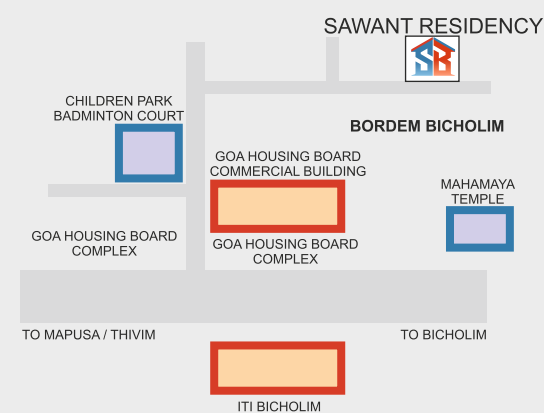 SAWANT RESIDENCY
SB
CHILDREN PARK
BADMINTON COURT
BORDEM BICHOLIM
GOA HOUSING BOARD
COMMERCIAL BUILDING
MAHAMAYA
TEMPLE
GOA HOUSING BOARD
COMPLEX
GOA HOUSING BOARD
COMPLEX
TO MAPUSA / THIVIM
TO BICHOLIM
ITI BICHOLIM